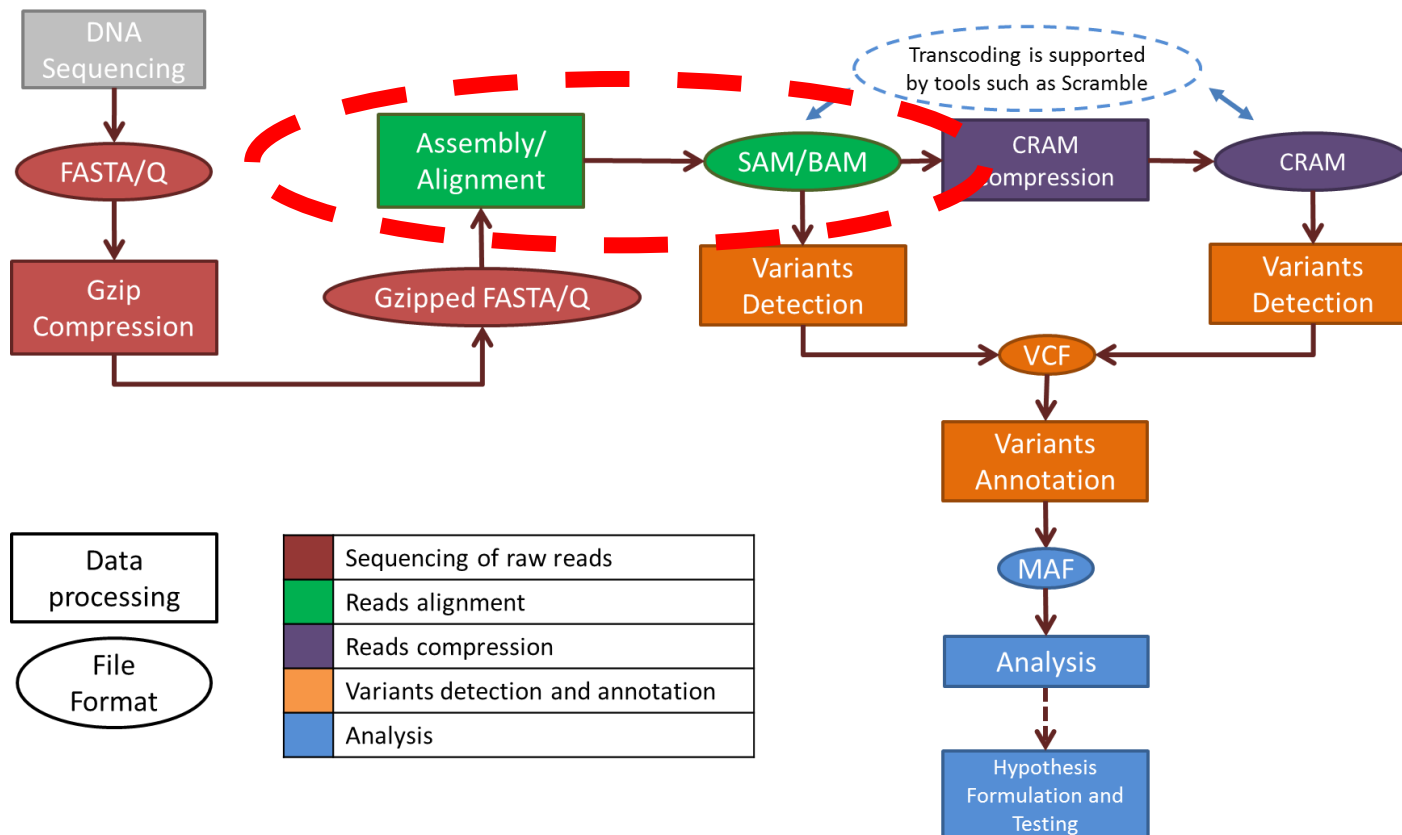 DNA
Sequencing
FASTA/Q
Gzip
Compression
Gzipped FASTA/Q
Assembly/
Alignment
SAM/BAM
Transcoding is supported
by tools such as Scramble
CRAM
Compression
CRAM
Variants
Detection
Variants
Detection
VCF
Variants
Annotation
MAF
Analysis
Hypothesis
Formulation and
Testing
Data
processing
File
Format
Sequencing of raw reads
Reads alignment
Reads compression
Variants detection and annotation
Analysis